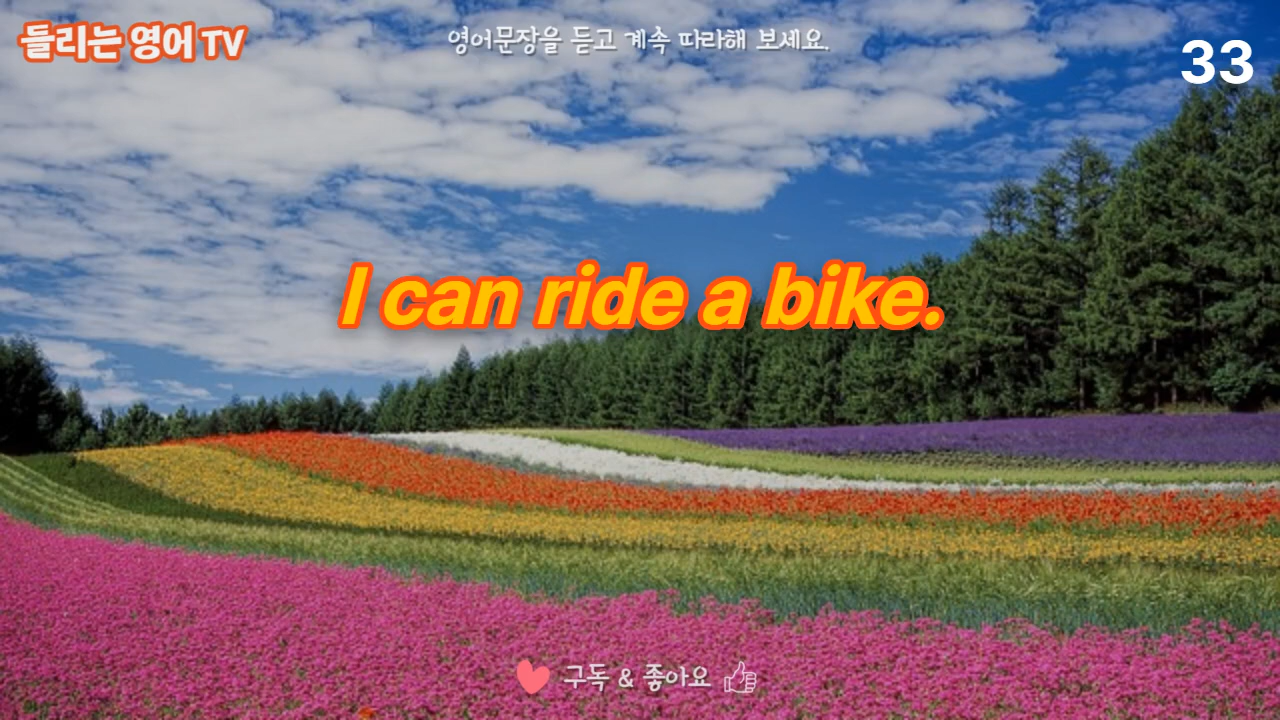 들리는 영어 TV
영어문장을 듣고 계속 따라해 보세요.
33
I can ride a bike.
구독 & 좋아요